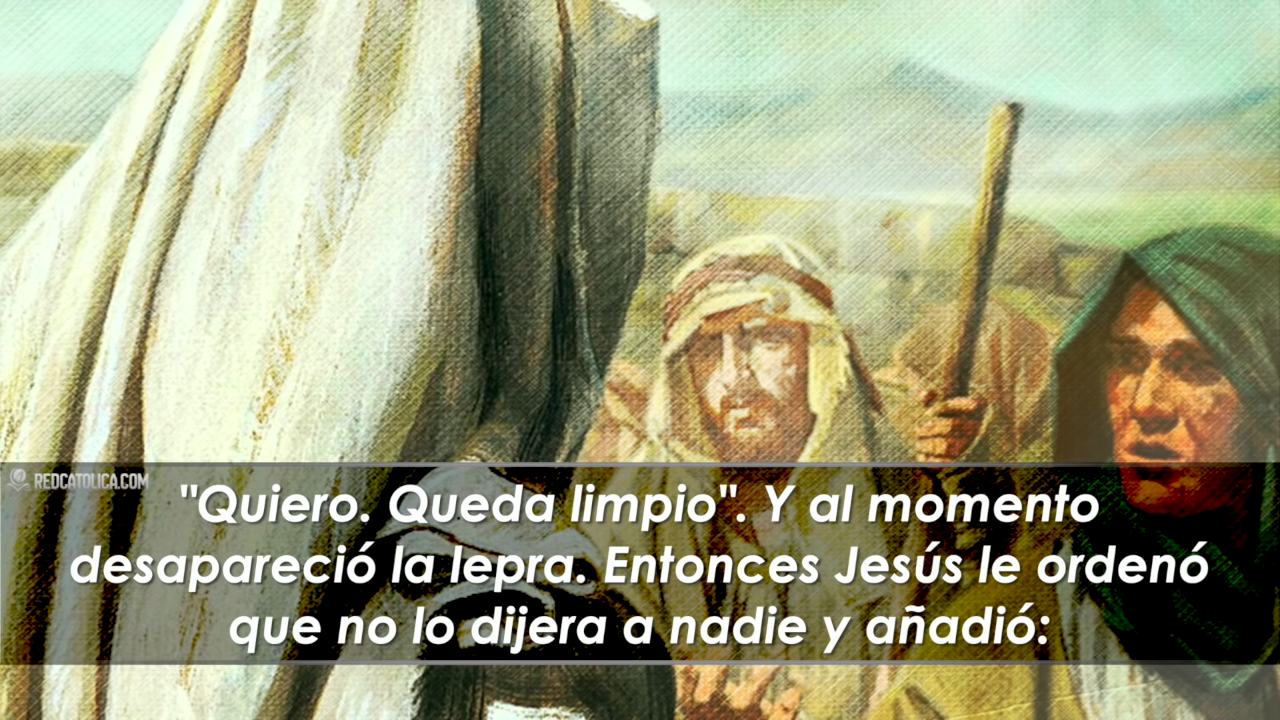 REDCATOLICA.COM
"Quiero. Queda limpio". Y al momento
desapareció la lepra. Entonces Jesús le ordenó
que no lo dijera a nadie y añadió: